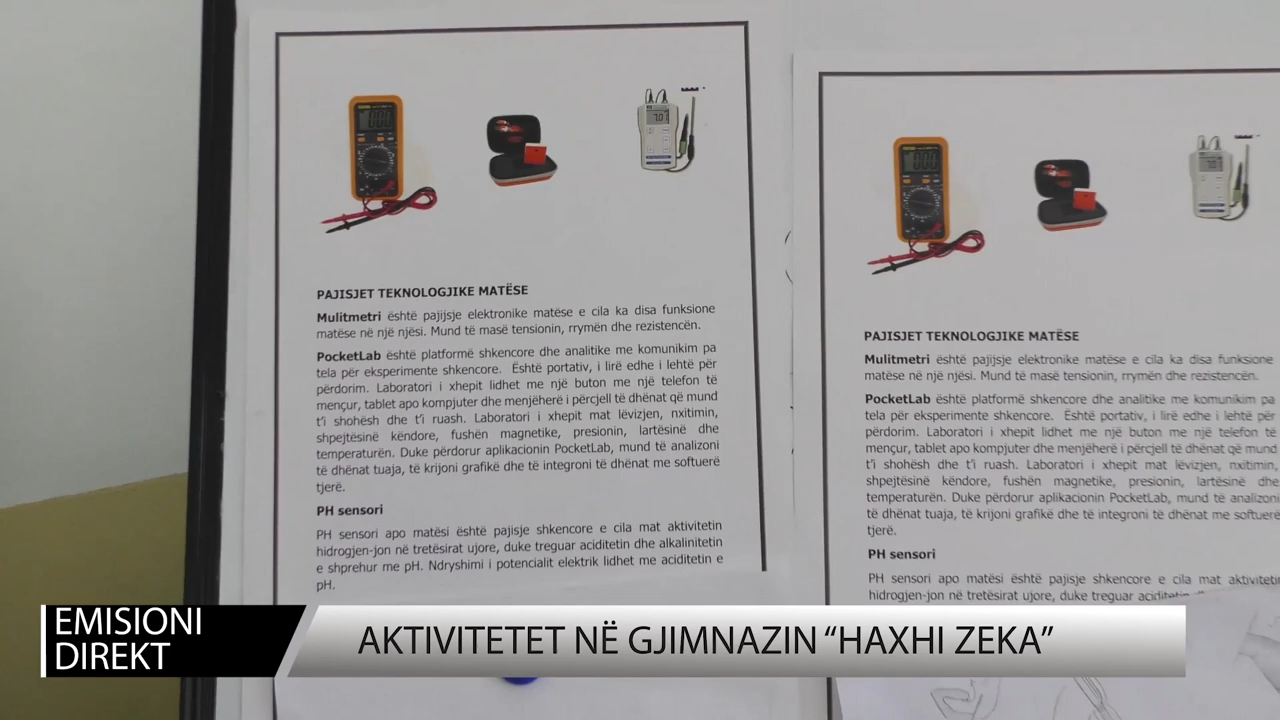 PAJISJET TEKNOLOGJIKE MATËSE
Mulitmetri është pajijsje elektronike matëse e cila ka disa funksione
matëse në një njësi. Mund të masë tensionin, rrymën dhe rezistencën.
PocketLab është platformë shkencore dhe analitike me komunikim pa
tela për eksperimente shkencore. Është portativ, i lirë edhe i lehtë për
përdorim. Laboratori i xhepit lidhet me një buton me një telefon të
mençur, tablet apo kompjuter dhe menjëherë i përcjell të dhënat që mund
t'i shohësh dhe t'i ruash. Laboratori i xhepit mat lëvizjen, nxitimin,
shpejtësinë këndore, fushën magnetike, presionin, lartësinë dhe
temperaturën. Duke përdorur aplikacionin PocketLab, mund të analizoni
të dhënat tuaja, të krijoni grafikë dhe të integroni të dhënat me softuerë
tjerë.
PH sensori
PH sensori apo matësi është pajisje shkencore e cila mat aktivitetin
hidrogjen-jon në tretësirat ujore, duke treguar aciditetin dhe alkalinitetin
e shprehur me pH. Ndryshimi i potencialit elektrik lidhet me aciditetin e
pH.
PAJISJET TEKNOLOGJIKE MATËSE
Mulitmetri është pajijsje elektronike matëse e cila ka disa funksione
matëse në një njësi. Mund të masë tensionin, rrymën dhe rezistencën.
PocketLab është platformë shkencore dhe analitike me komunikim pa
tela për eksperimente shkencore. Është portativ, i lirë edhe i lehtë për
përdorim. Laboratori i xhepit lidhet me një buton me një telefon të
mençur, tablet apo kompjuter dhe menjëherë i përcjell të dhënat që mund
t'i shohësh dhe t'i ruash. Laboratori i xhepit mat lëvizjen, nxitimin,
shpejtësinë këndore, fushën magnetike, presionin, lartësinë dhe
temperaturën. Duke përdorur aplikacionin PocketLab, mund të analizoni
të dhënat tuaja, të krijoni grafikë dhe të integroni të dhënat me softuerë
tjerë.
PH sensori
PH sensori apo matësi është pajisje shkencore e cila mat aktivitetin
hidrogjen-jon në tretësirat ujore, duke treguar
EMISIONI
DIREKT
AKTIVITETET NË GJIMNAZIN “HAXHI ZEKA”